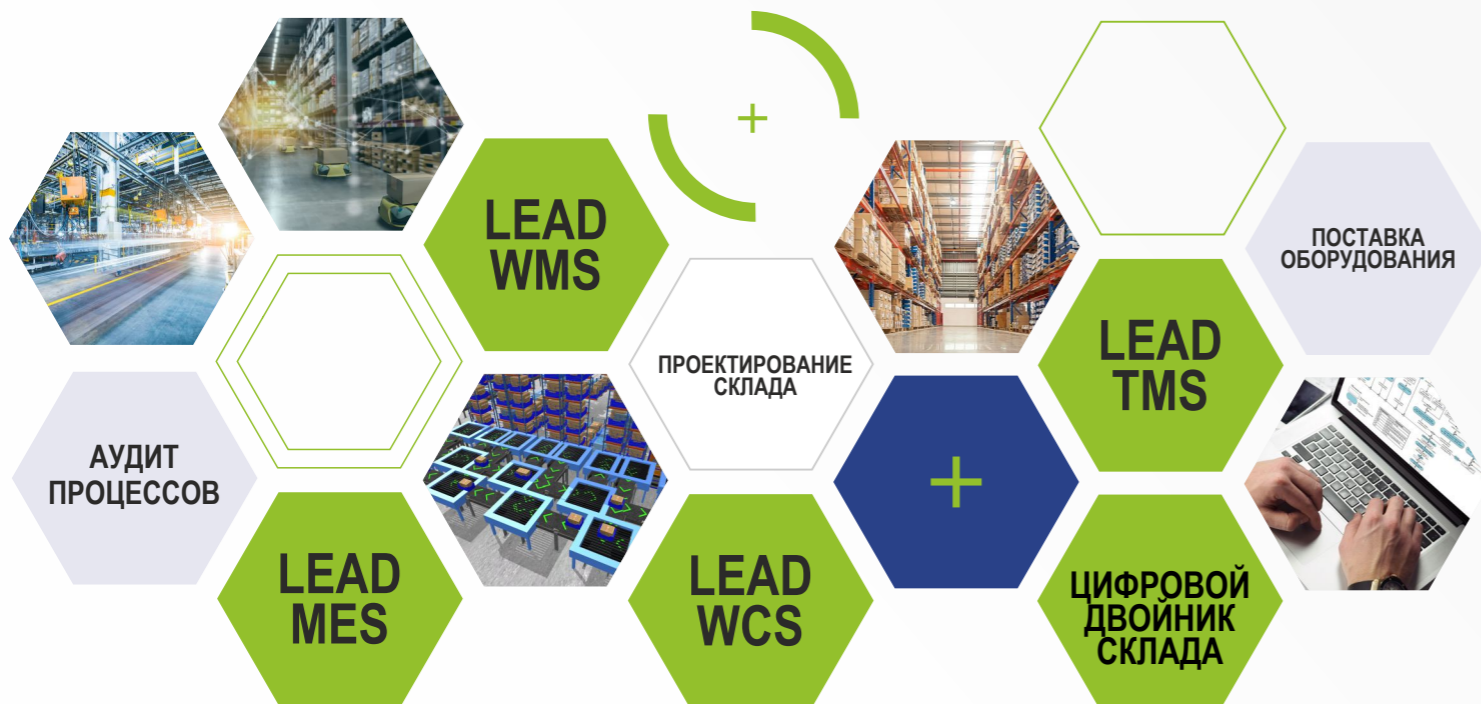 LEAD
WMS
ПОСТАВКА
ОБОРУДОВАНИЯ
ПРОЕКТИРОВАНИЕ
СКЛАДА
LEAD
TMS
АУДИТ
ПРОЦЕССОВ
LEAD
MES
LEAD
WCS
ЦИФРОВОЙ
ДВОЙНИК
СКЛАДА